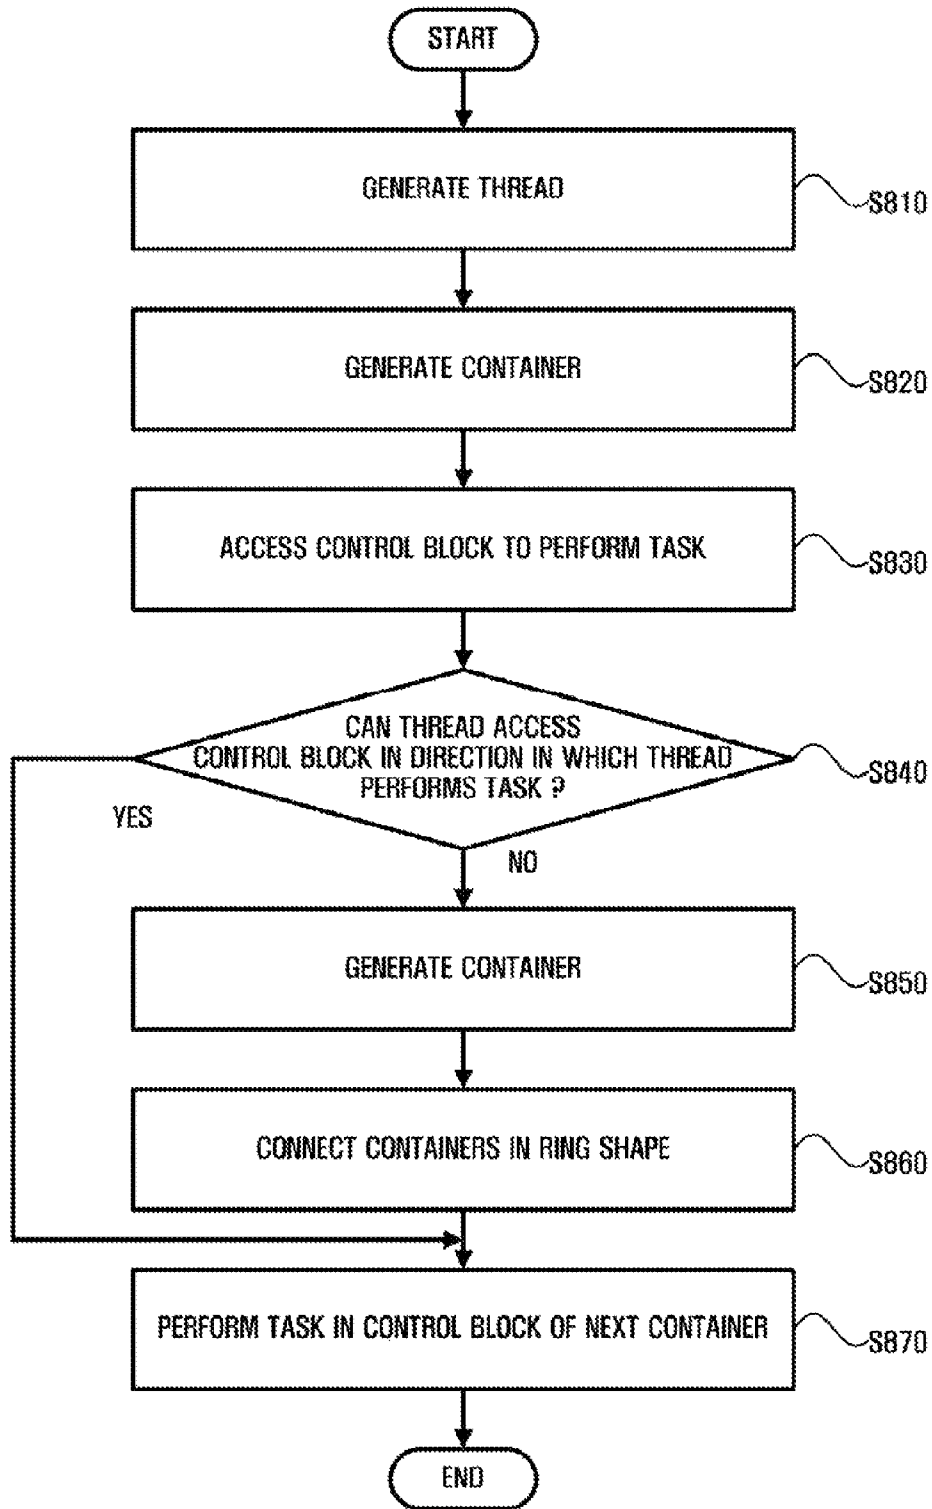 START
GENERATE THREAD
S810
GENERATE CONTAINER
S820
ACCESS CONTROL BLOCK TO PERFORM TASK
S830
CAN THREAD ACCESS
CONTROL BLOCK IN DIRECTION IN WHICH THREAD
PERFORMS TASK ?
S840
YES
NO
GENERATE CONTAINER
S850
CONNECT CONTAINERS IN RING SHAPE
S860
PERFORM TASK IN CONTROL BLOCK OF NEXT CONTAINER
S870
END